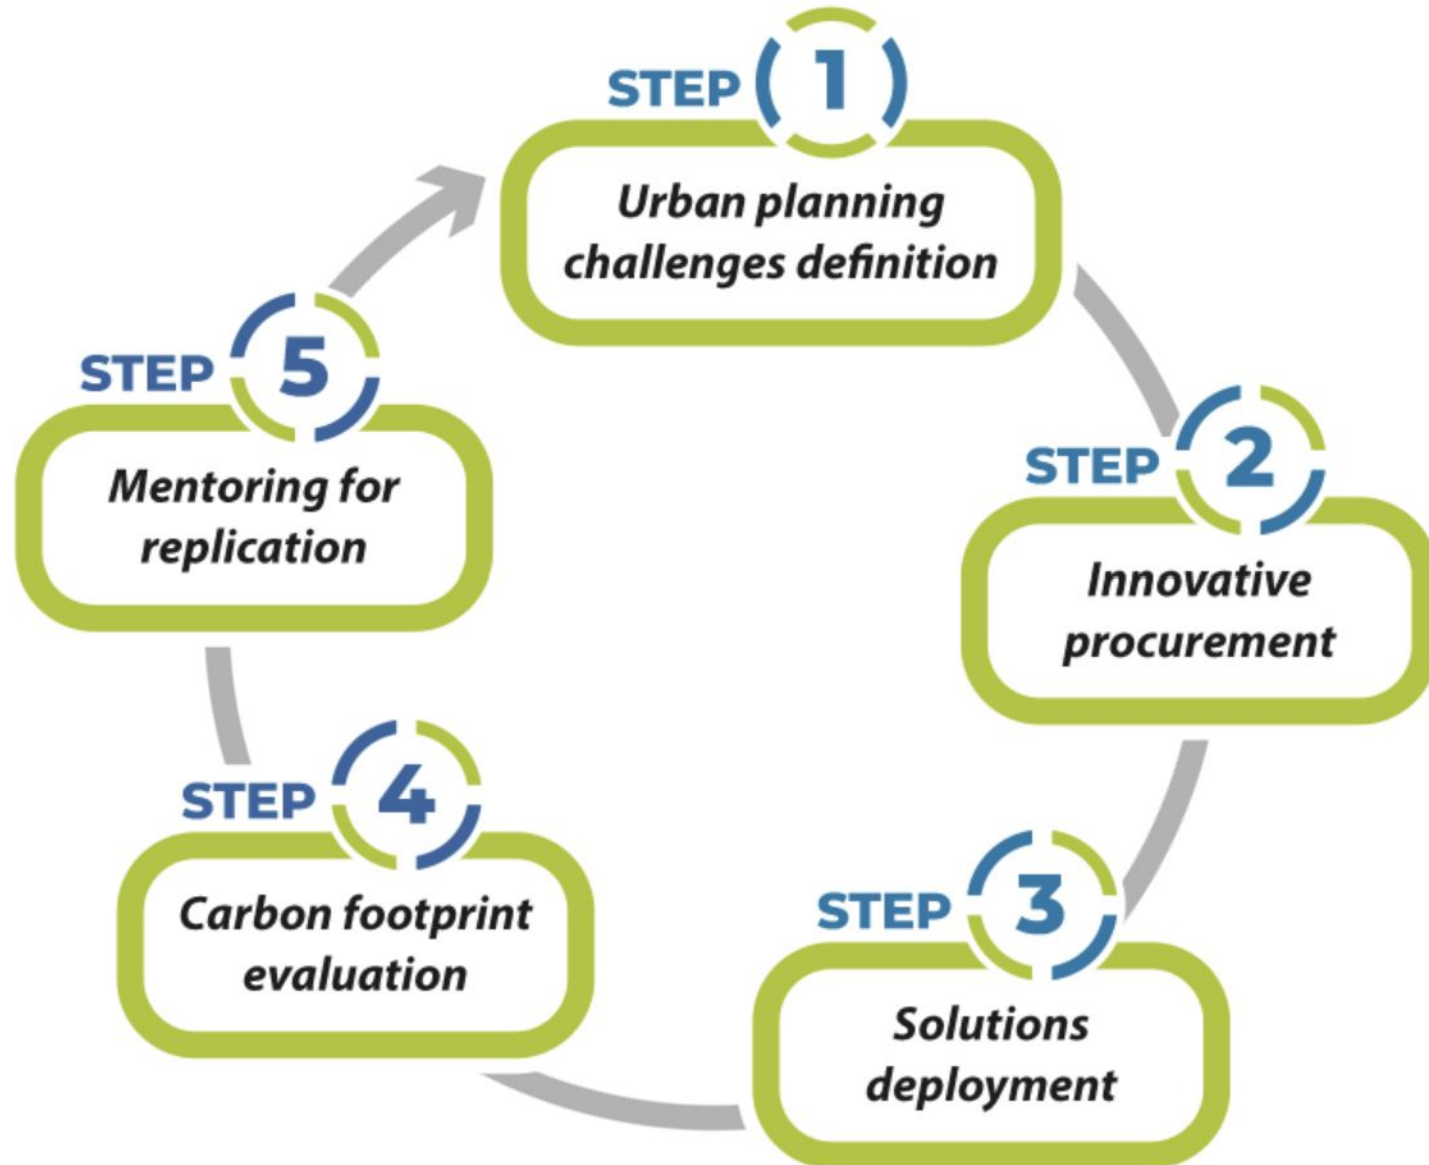 STEP 1
Urban planning
challenges definition
STEP 2
Innovative
procurement
STEP 3
Solutions
deployment
STEP 4
Carbon footprint
evaluation
STEP 5
Mentoring for
replication